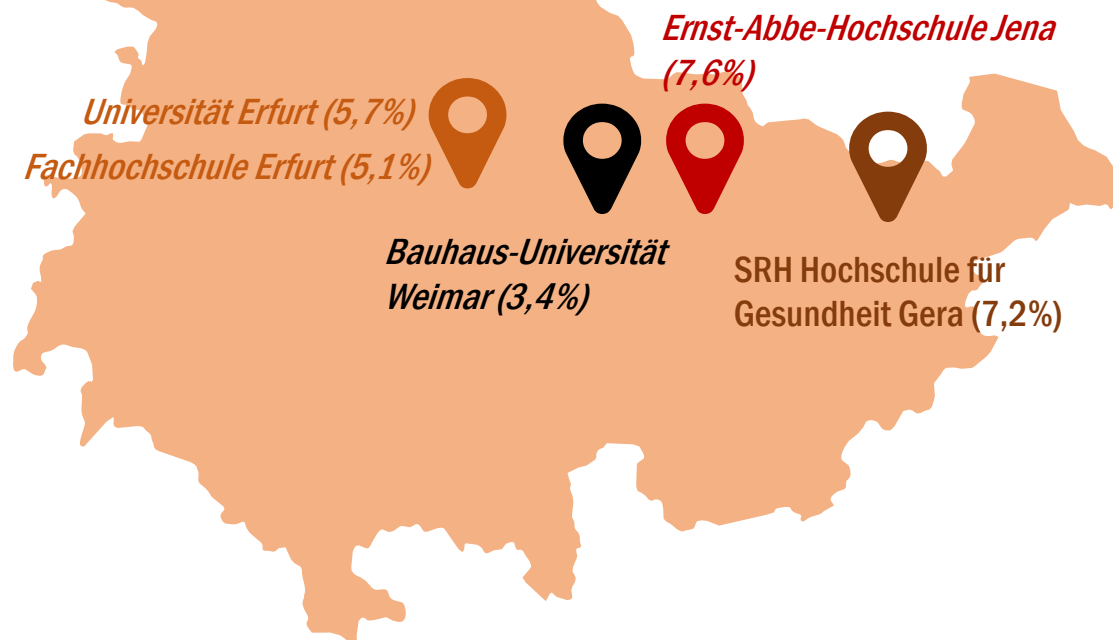 Ernst-Abbe-Hochschule Jena
(7,6%)
Universität Erfurt (5,7%)
Fachhochschule Erfurt (5,1%)
Bauhaus-Universität
Weimar (3,4%)
SRH Hochschule für
Gesundheit Gera (7,2%)